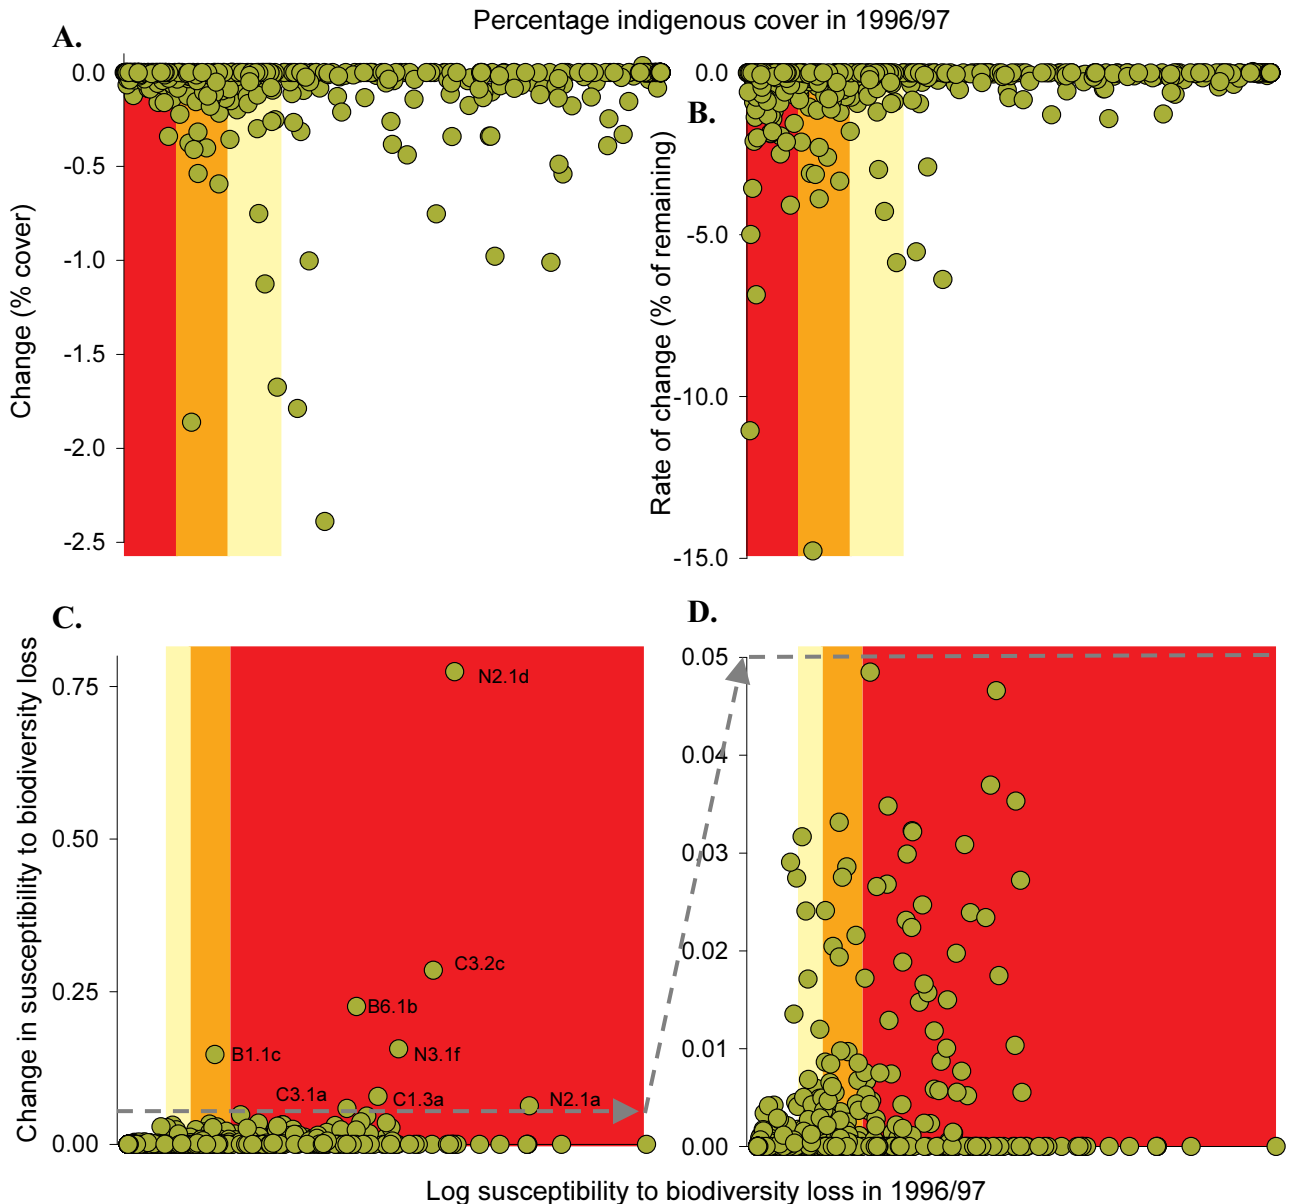 Percentage indigenous cover in 1996/97
A.
0.0
-0.5
-1.0
-1.5
-2.0
-2.5
Change (% cover)
B.
0.0
-5.0
-10.0
-15.0
Rate of change (% of remaining)
C.
0.75
0.50
0.25
0.00
Change in susceptibility to biodiversity loss
N2.1d
C3.2c
B6.1b
N3.1f
B1.1c
C3.1a
C1.3a
N2.1a
D.
0.05
0.04
0.03
0.02
0.01
0.00
Log susceptibility to biodiversity loss in 1996/97